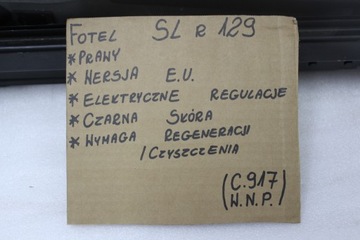 FOTEL SL R 129
* PRAWY
* WERSJA E.U.
* ELEKTRYCZNE REGULACJE
* CZARNA SKÓRA
* WYMAGA REGENERACJI
/ CZYSZCZENIA
(C.917)
W.N.P.